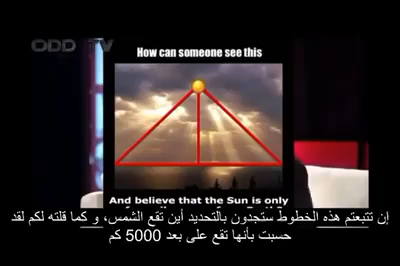 ODD TV
How can someone see this
And believe that the Sun is only
إن تتبعتم هذه الخطوط ستجدون بالتحديد أين تقع الشمس، و كما قلته لكم لقد
حسبت بأنها تقع على بعد 5000 كم